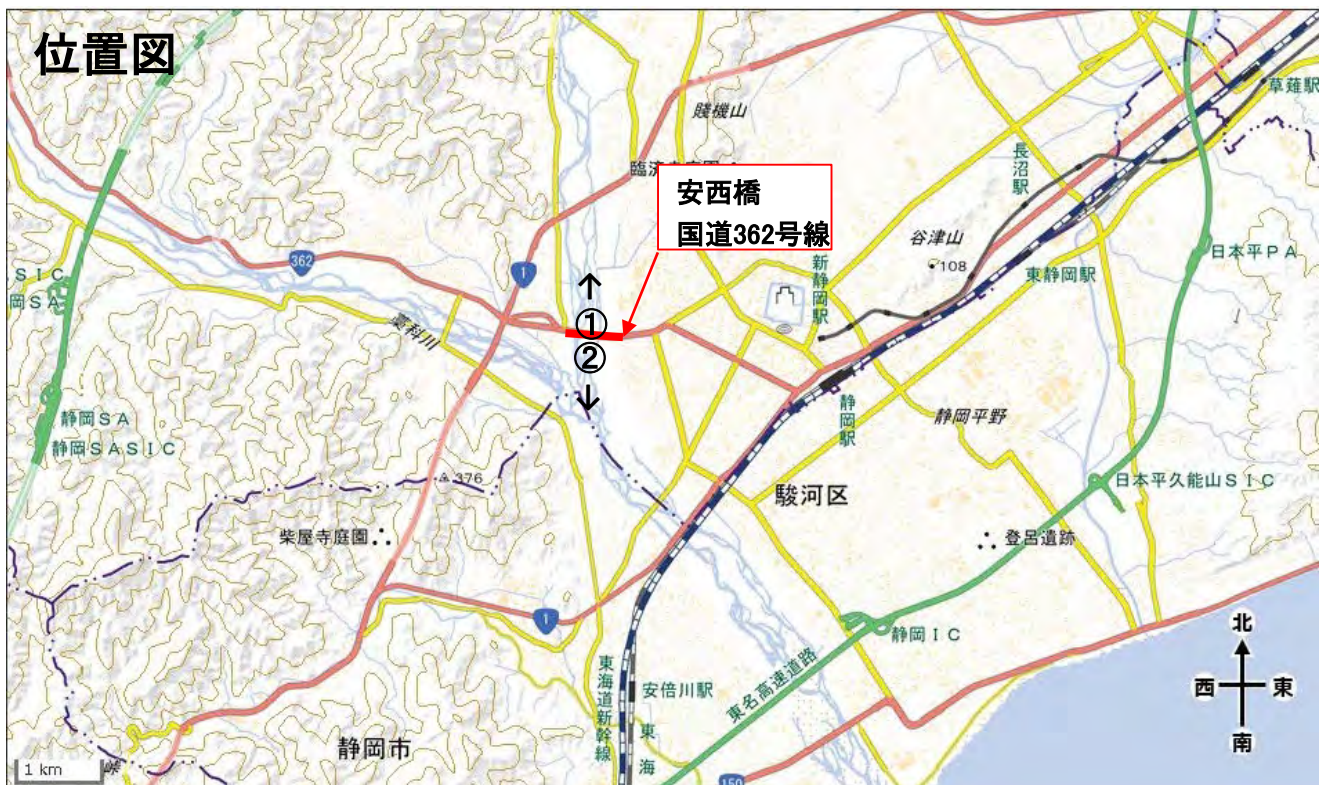 位置図
賤機山
草薙駅
長沼駅
安西橋
国道362号線
谷津山
108
新静岡駅
東静岡駅
日本平PA
362
1
①
②
藁科川
静岡SA
静岡SASIC
静岡駅
静岡平野
376
駿河区
日本平久能山SIC
柴屋寺庭園
登呂遺跡
1
静岡IC
北
西
東
南
東海道新幹線
安倍川駅
東名高速道路
東海
静岡市
1 km
150